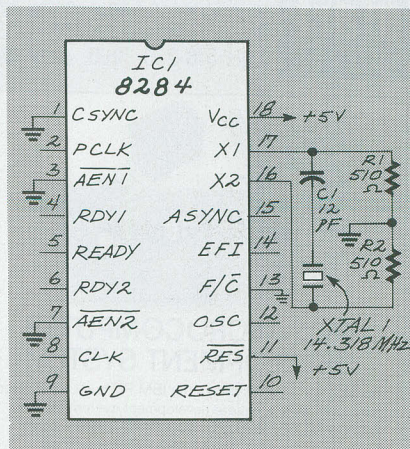 IC1
8284
1 CSYNC
2 PCLK
3 AEN1
4 RDY1
5 READY
6 RDY2
7 AEN2
8 CLK
9 GND
VCC 18 +5V
X1 17
X2 16
ASYNC 15
EFI 14
F/C 13
OSC 12
RES 11
+5V
RESET 10
C1
12
PF
R1
510
Ω
R2
510
Ω
XTAL 1
14.318 MHz